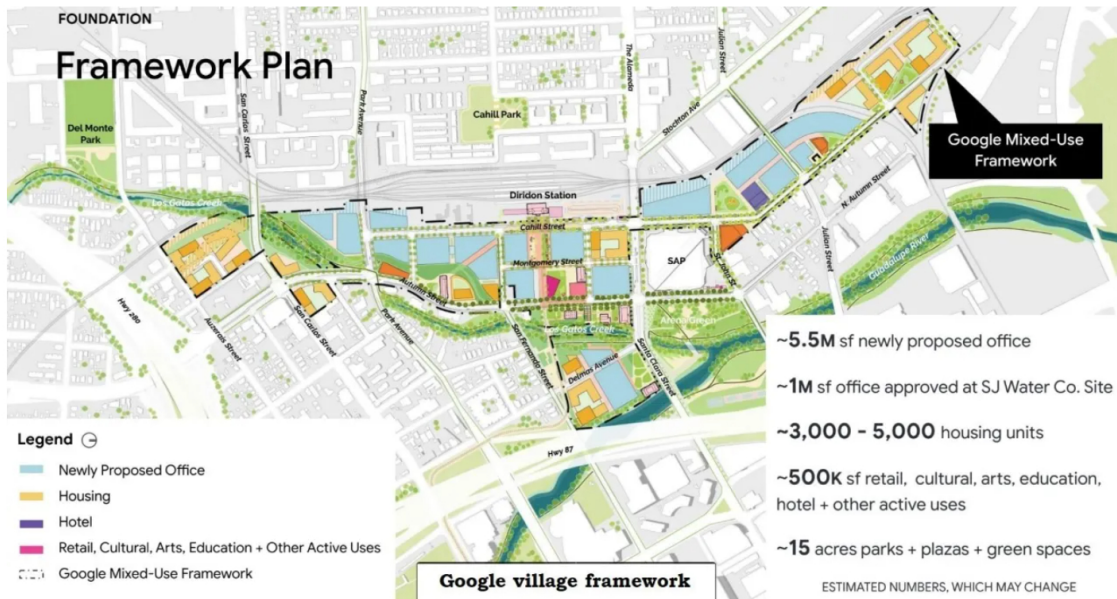 FOUNDATION
Framework Plan
Del Monte
Park
San Carlos Street
Park Avenue
Cahill Park
The Alameda
Julian Street
Stockton Ave
Google Mixed-Use
Framework
Los Gatos Creek
Diridon Station
Cahill Street
Montgomery Street
SAP
St. John St
N. Autumn Street
Julian Street
Guadalupe River
Autumn Street
Hwy 280
Auzerais Street
San Carlos Street
Park Avenue
San Fernando Street
Los Gatos Creek
Arena Green
Delmas Avenue
Santa Clara Street
Hwy 87
~5.5M sf newly proposed office
~1M sf office approved at SJ Water Co. Site
~3,000 - 5,000 housing units
~500K sf retail, cultural, arts, education,
hotel + other active uses
~15 acres parks + plazas + green spaces
ESTIMATED NUMBERS, WHICH MAY CHANGE
Legend
Newly Proposed Office
Housing
Hotel
Retail, Cultural, Arts, Education + Other Active Uses
Google Mixed-Use Framework
Google village framework